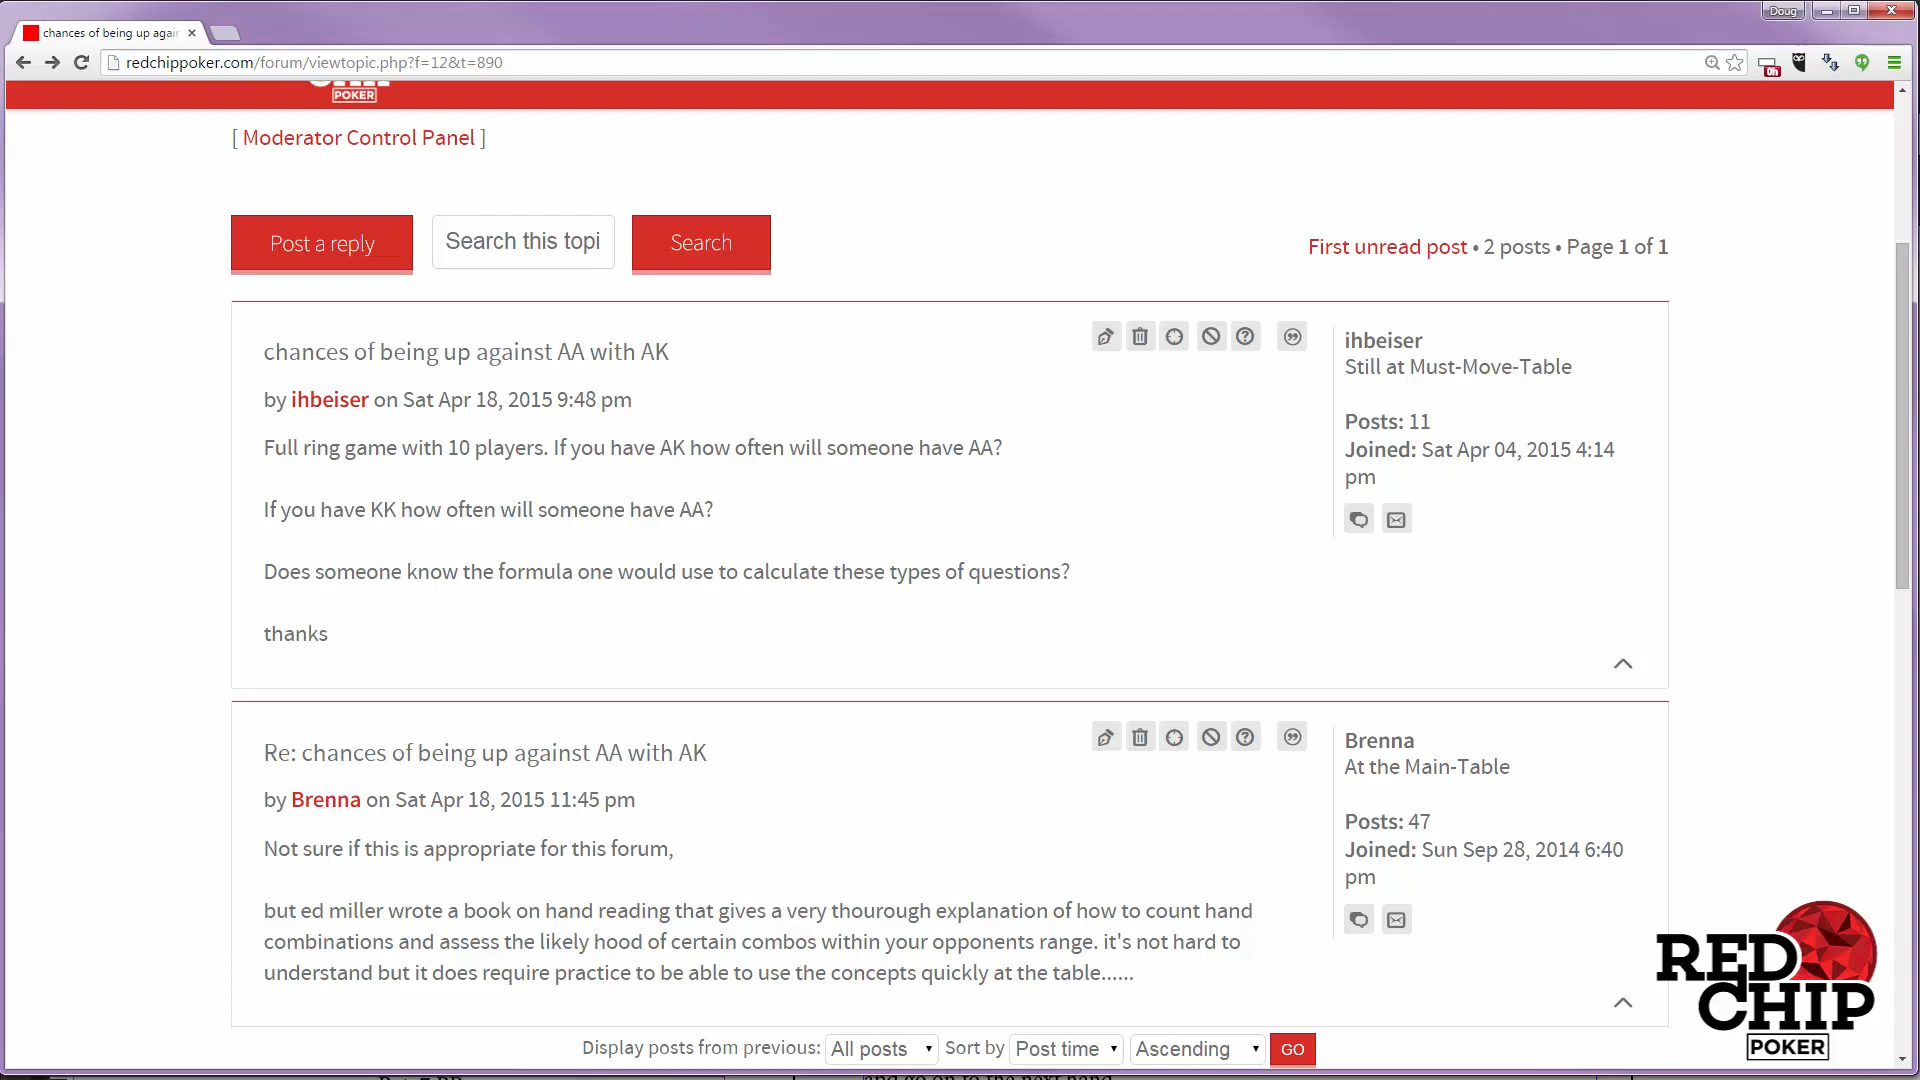 Doug
chances of being up agair
redchippoker.com/forum/viewtopic.php?f=12&t=890
0h
POKER
[ Moderator Control Panel ]
Post a reply
Search this topi
Search
First unread post • 2 posts • Page 1 of 1
chances of being up against AA with AK
by ihbeiser on Sat Apr 18, 2015 9:48 pm
Full ring game with 10 players. If you have AK how often will someone have AA?
If you have KK how often will someone have AA?
Does someone know the formula one would use to calculate these types of questions?
thanks
ihbeiser
Still at Must-Move-Table
Posts: 11
Joined: Sat Apr 04, 2015 4:14
pm
Re: chances of being up against AA with AK
by Brenna on Sat Apr 18, 2015 11:45 pm
Not sure if this is appropriate for this forum,
but ed miller wrote a book on hand reading that gives a very thourough explanation of how to count hand
combinations and assess the likely hood of certain combos within your opponents range. it's not hard to
understand but it does require practice to be able to use the concepts quickly at the table......
Brenna
At the Main-Table
Posts: 47
Joined: Sun Sep 28, 2014 6:40
pm
RED
CHIP
POKER
Display posts from previous: All posts Sort by Post time Ascending GO